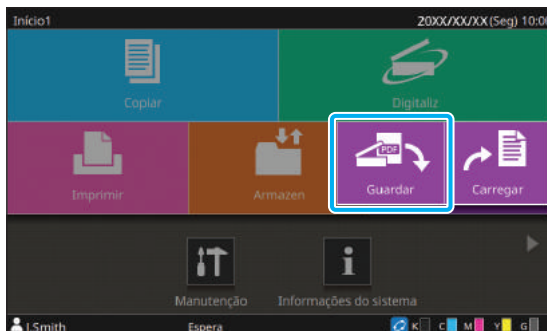 Início1 20XX/XX/XX (Seg) 10:00
Copiar Digitaliz
PDF
Imprimir Armazen Guardar Carregar
Manutenção Informações do sistema
I.Smith Espera K C M Y G